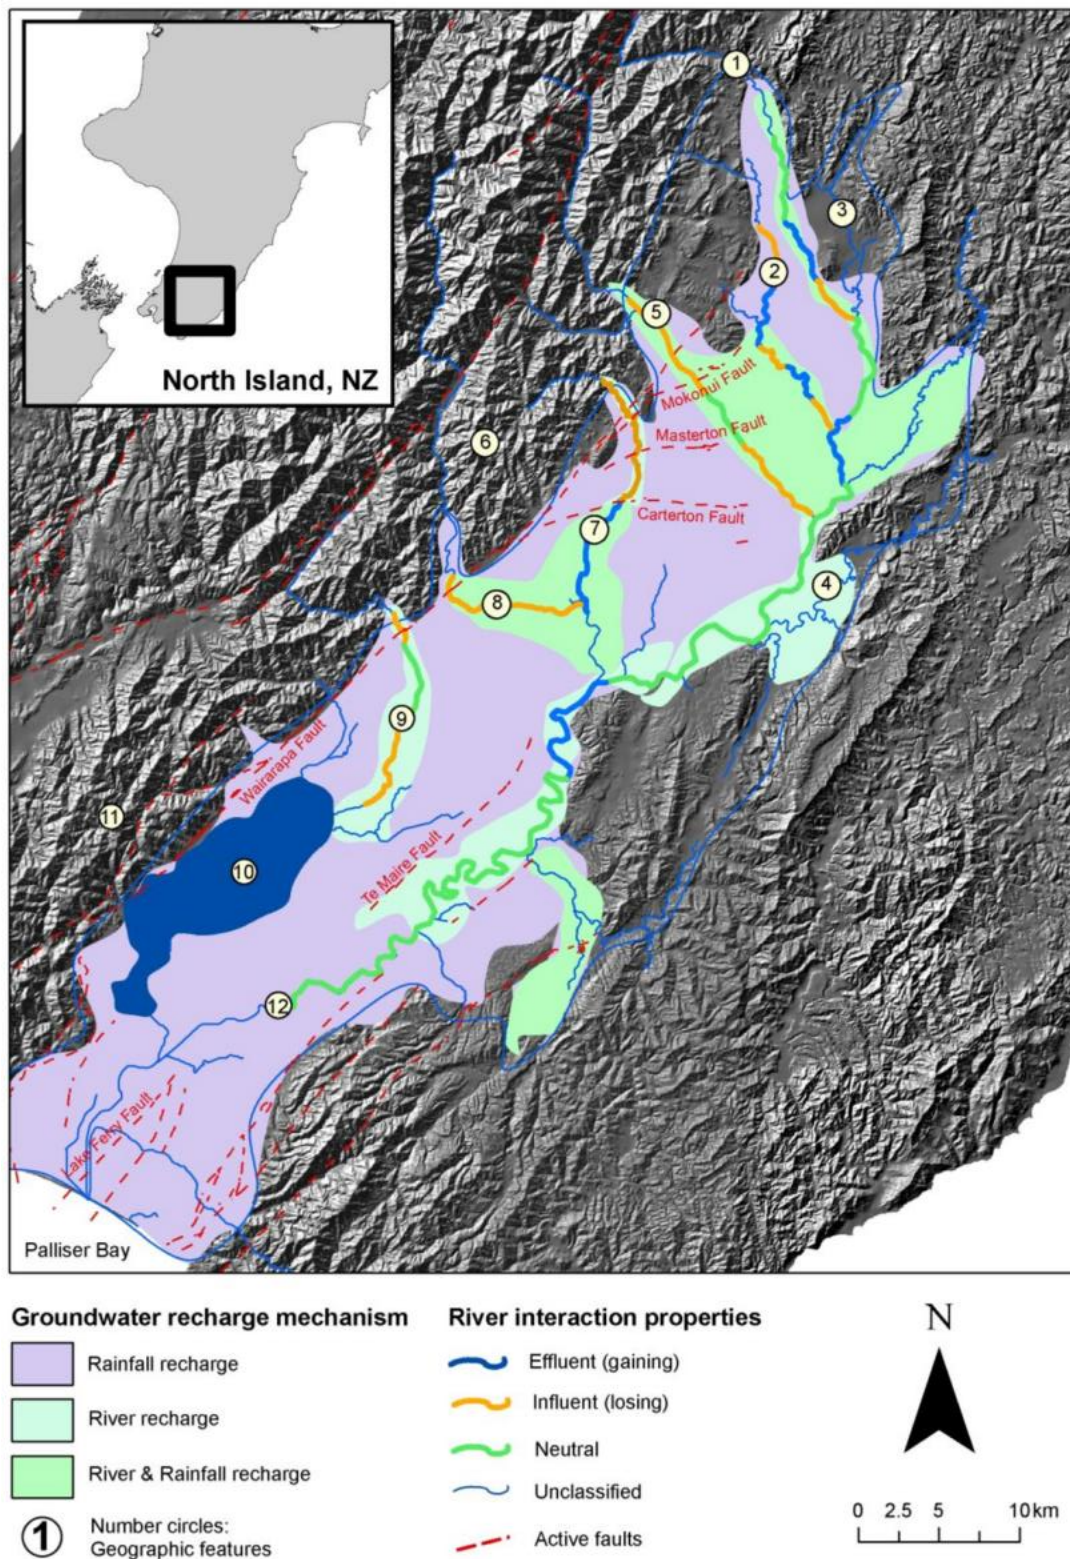 North Island, NZ
1
3
2
5
Mokonui Fault
Masterton Fault
6
Carterton Fault
7
4
8
9
Wairarapa Fault
11
10
Te Maire Fault
12
Lake Ferry Fault
Palliser Bay
Groundwater recharge mechanism
Rainfall recharge
River recharge
River & Rainfall recharge
1
Number circles:
Geographic features
River interaction properties
Effluent (gaining)
Influent (losing)
Neutral
Unclassified
Active faults
N
0 2.5 5 10 km